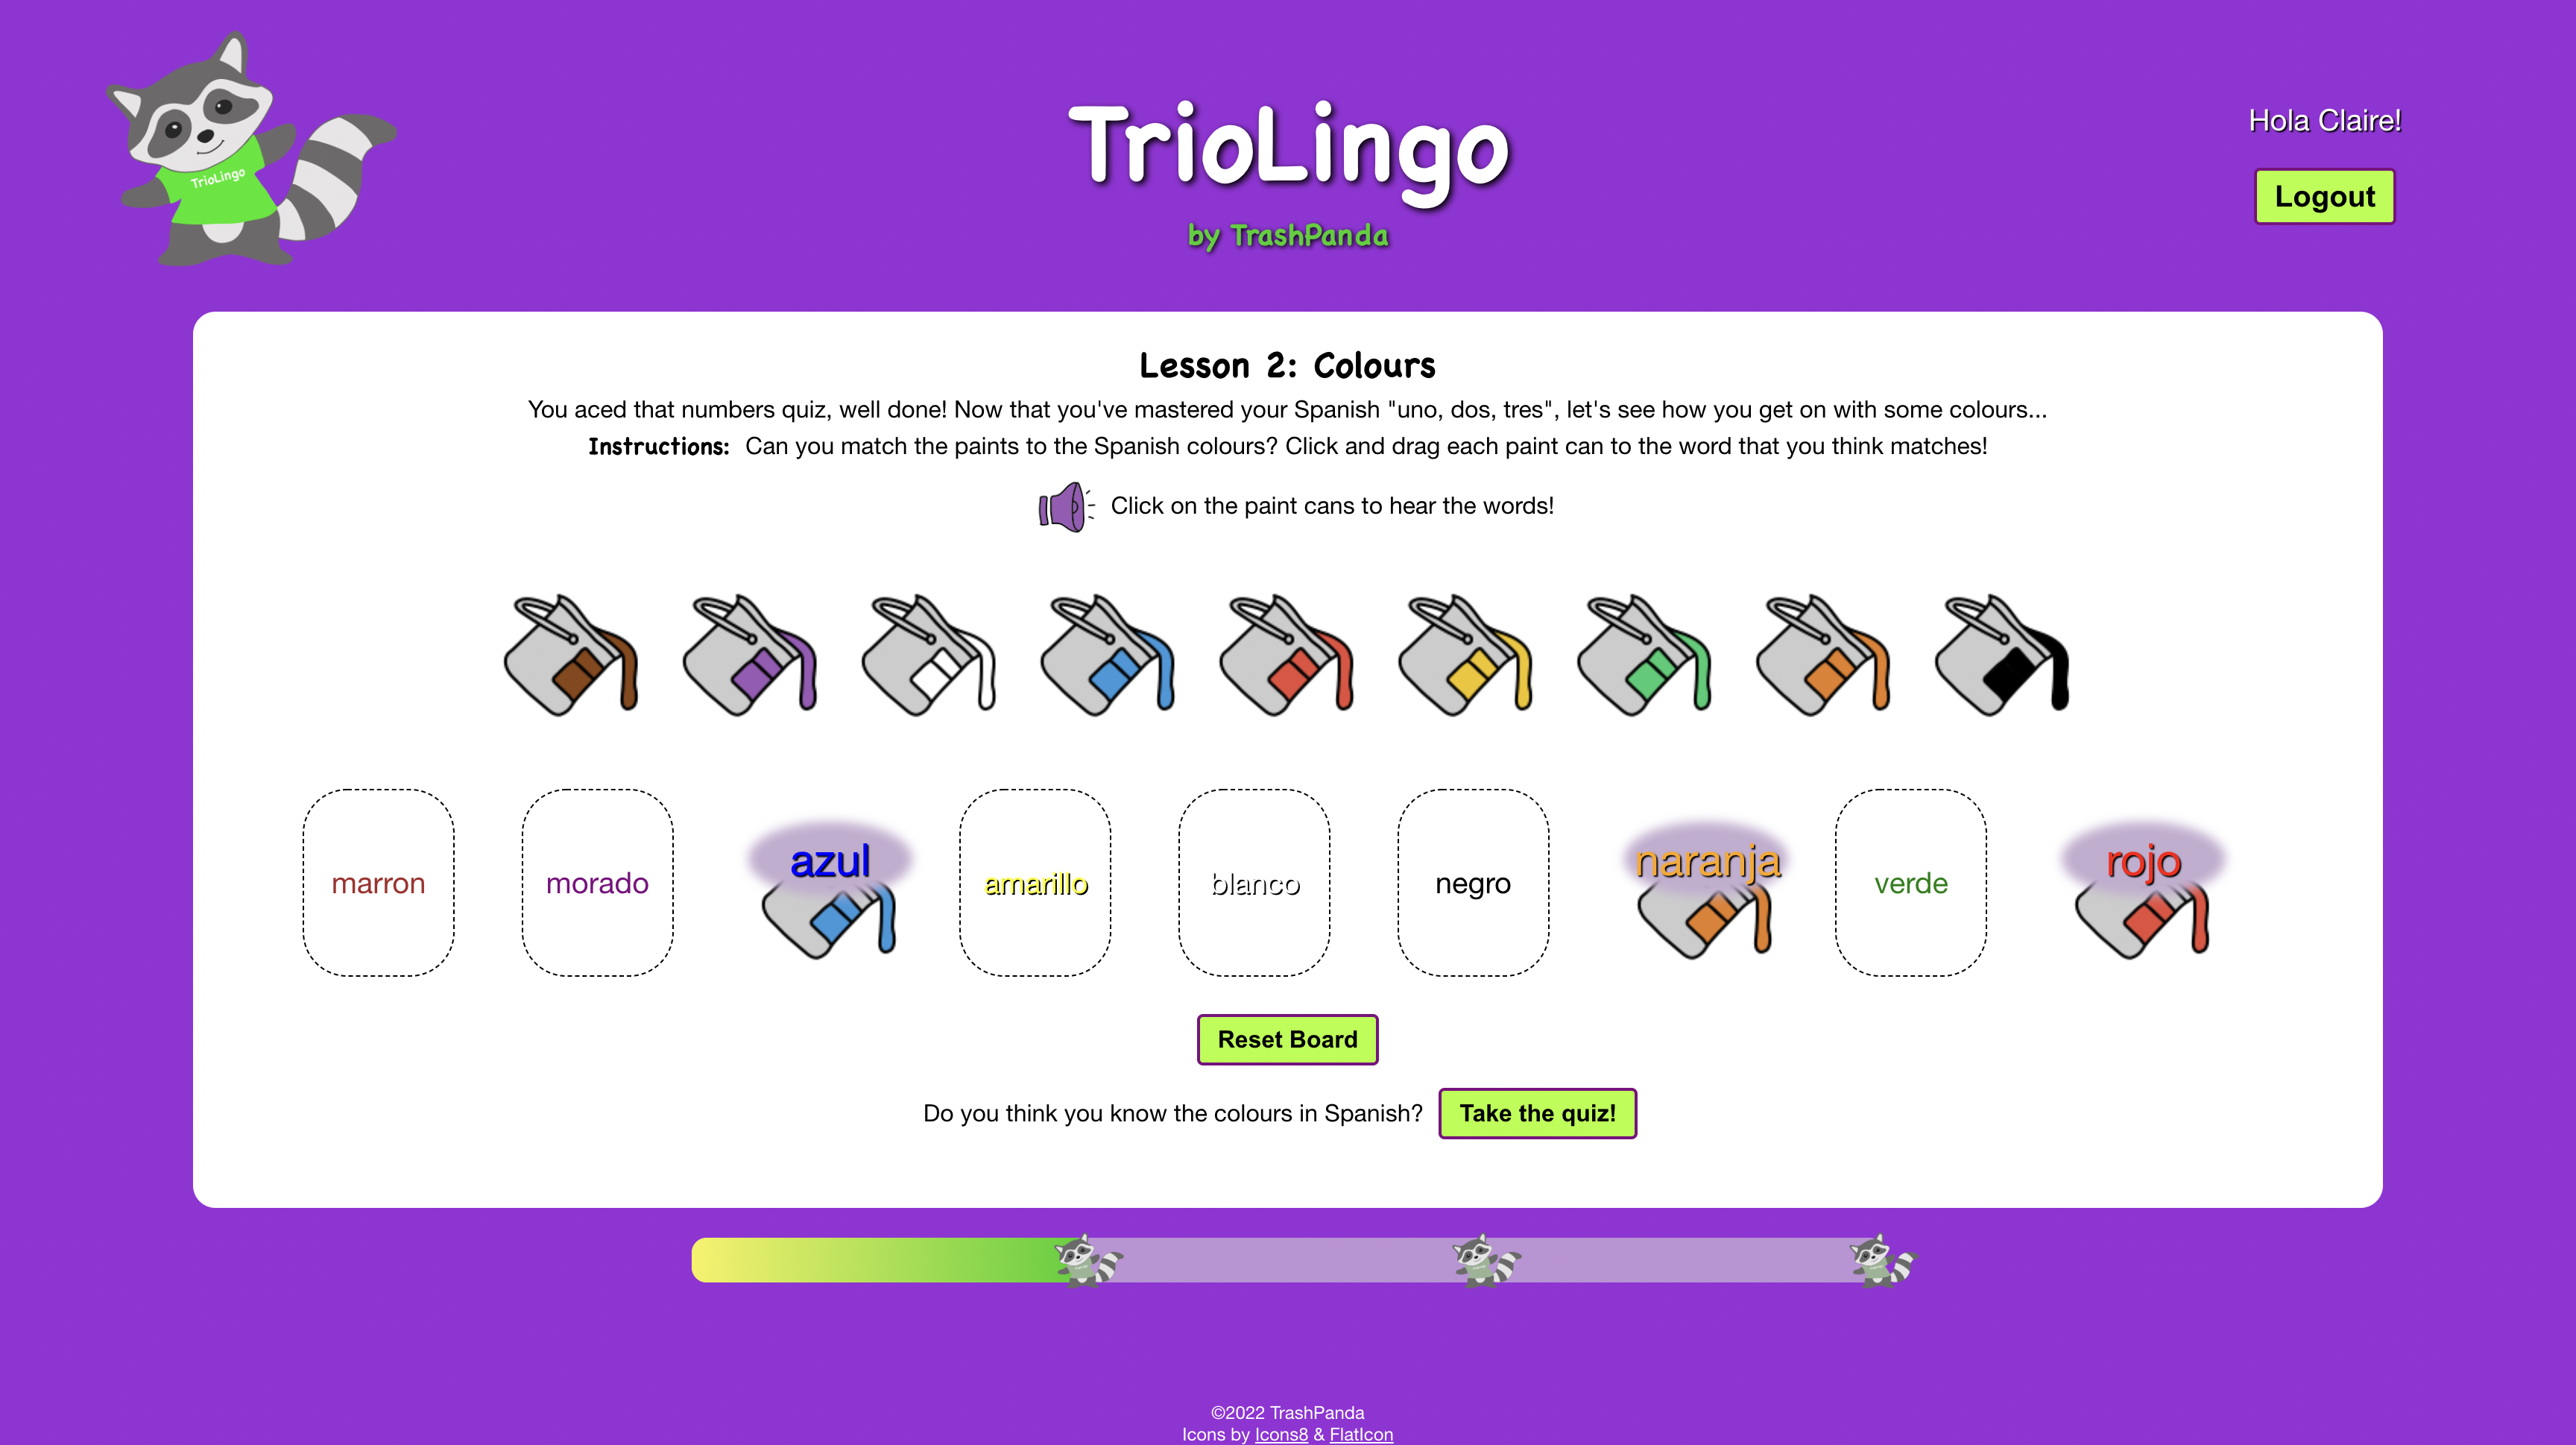 TrioLingo
TrioLingo
by TrashPanda
Hola Claire!
Logout
Lesson 2: Colours
You aced that numbers quiz, well done! Now that you've mastered your Spanish "uno, dos, tres", let's see how you get on with some colours...
Instructions: Can you match the paints to the Spanish colours? Click and drag each paint can to the word that you think matches!
Click on the paint cans to hear the words!
marron morado azul amarillo blanco negro naranja verde rojo
Reset Board
Do you think you know the colours in Spanish? Take the quiz!
©2022 TrashPanda
Icons by Icons8 & FlatIcon